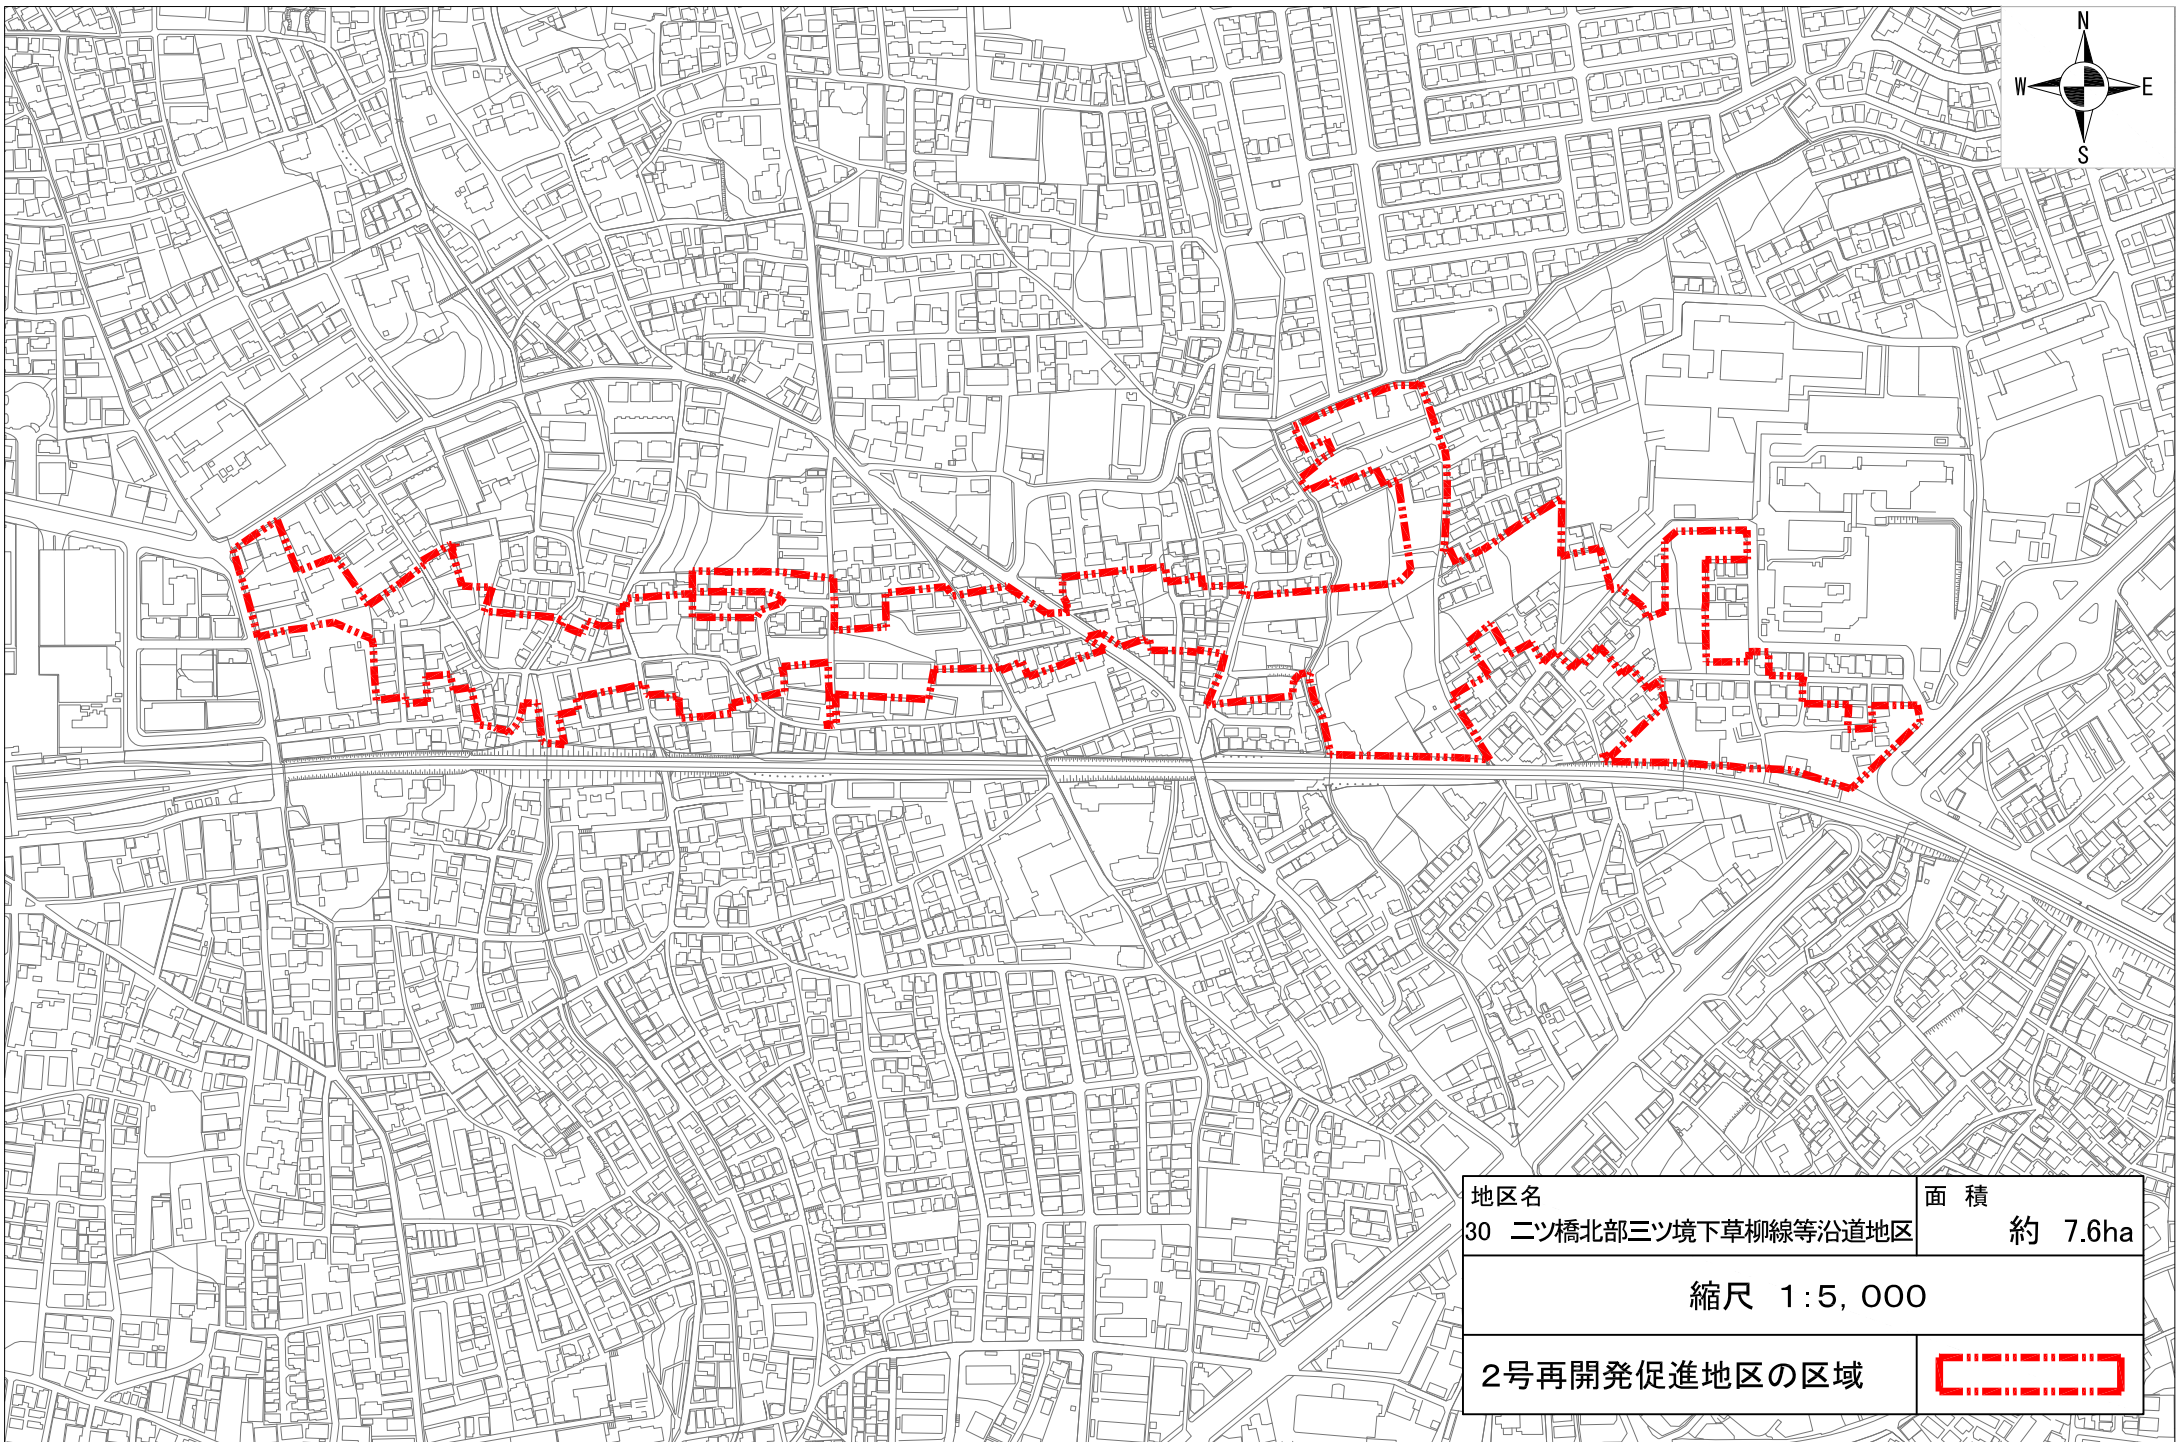 N
W E
S
地区名
30 二ツ橋北部三ツ境下草柳線等沿道地区
面 積
約 7.6ha
縮尺 1:5,000
2号再開発促進地区の区域